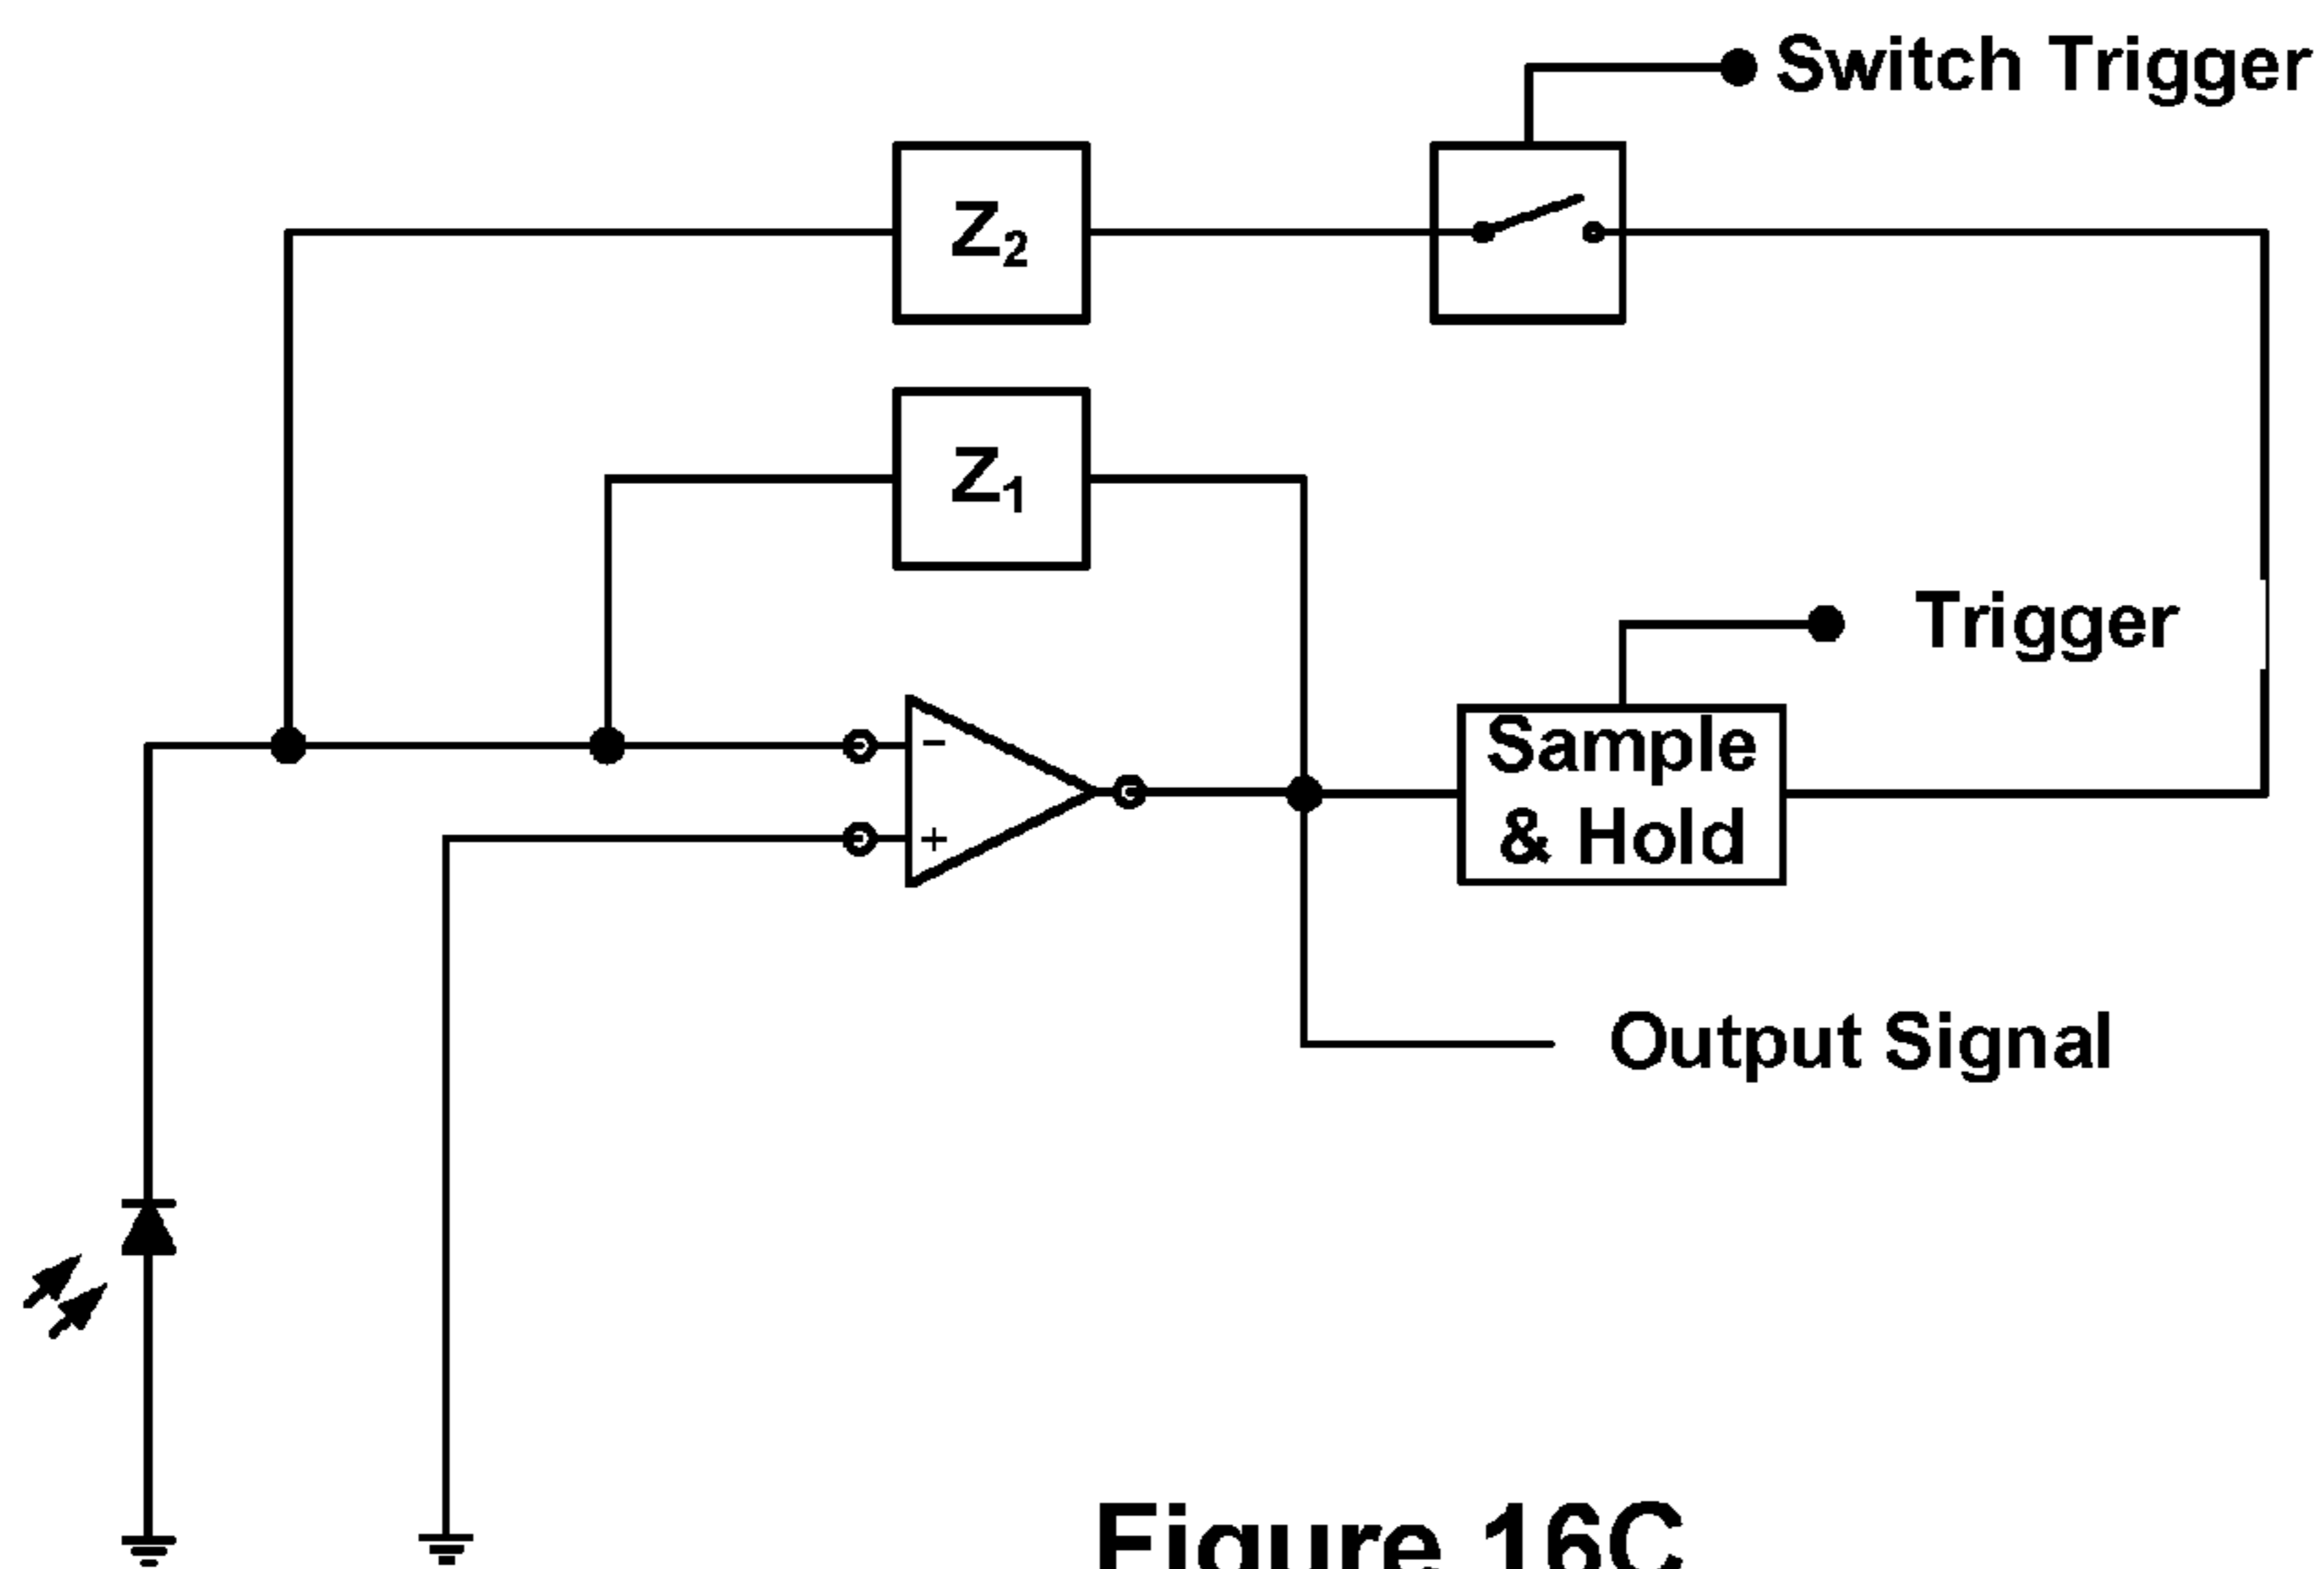 Switch Trigger
Z₂
Z₁
Trigger
−
+
Sample
& Hold
Output Signal
Figure 16C